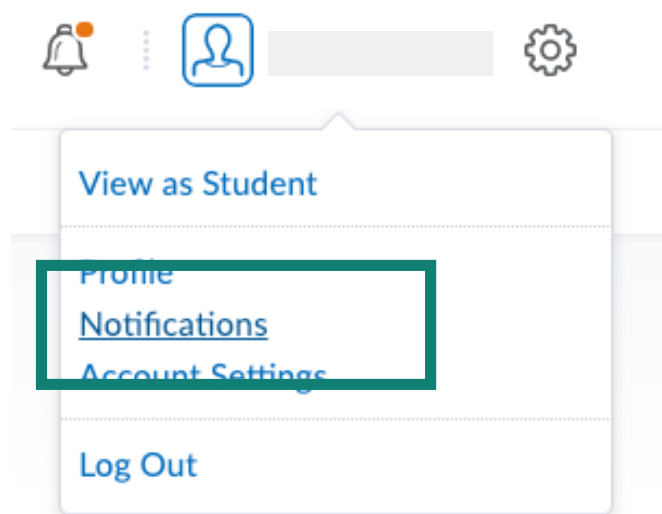 View as Student
Profile
Notifications
Account Settings
Log Out